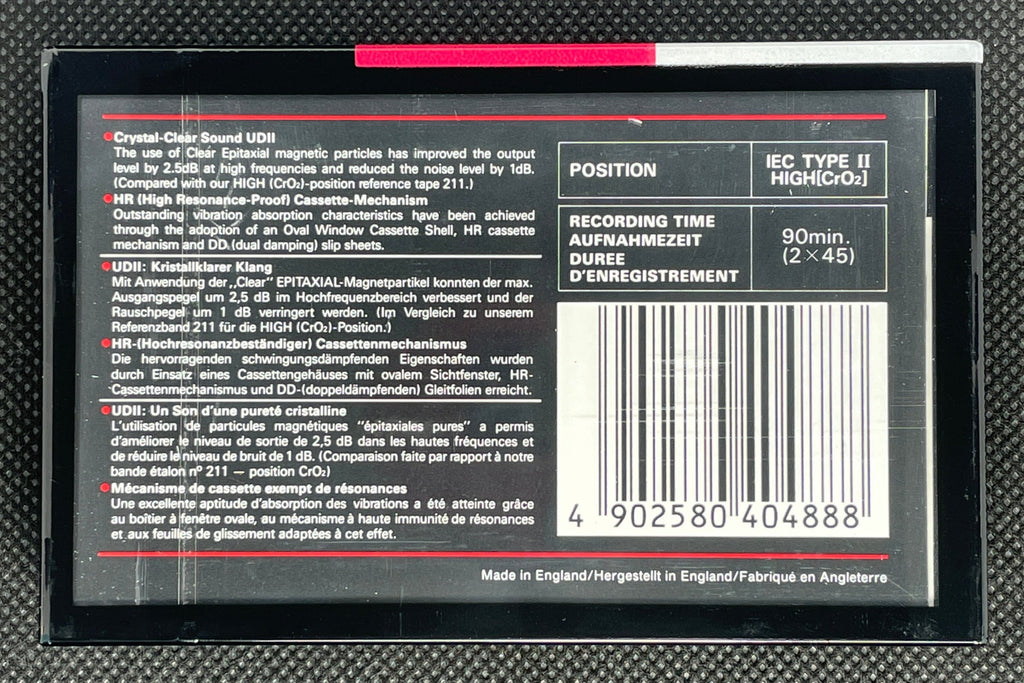 ●Crystal-Clear Sound UDII
The use of Clear Epitaxial magnetic particles has improved the output
level by 2.5dB at high frequencies and reduced the noise level by 1dB.
(Compared with our HIGH (CrO₂)-position reference tape 211.)
●HR (High Resonance-Proof) Cassette-Mechanism
Outstanding vibration absorption characteristics have been achieved
through the adoption of an Oval Window Cassette Shell, HR cassette
mechanism and DD (dual damping) slip sheets.
●UDII: Kristallklarer Klang
Mit Anwendung der „Clear" EPITAXIAL-Magnetpartikel konnten der max.
Ausgangspegel um 2,5 dB im Hochfrequenzbereich verbessert und der
Rauschpegel um 1 dB verringert werden. (Im Vergleich zu unserem
Referenzband 211 für die HIGH (CrO₂)-Position.)
●HR-(Hochresonanzbeständiger) Cassettenmechanismus
Die hervorragenden schwingungsdämpfenden Eigenschaften wurden
durch Einsatz eines Cassettengehäuses mit ovalem Sichtfenster, HR-
Cassettenmechanismus und DD-(doppeldämpfenden) Gleitfolien erreicht.
●UDII: Un Son d'une pureté cristalline
L'utilisation de particules magnétiques "épitaxiales pures" a permis
d'améliorer le niveau de sortie de 2,5 dB dans les hautes fréquences et
de réduire le niveau de bruit de 1 dB. (Comparaison faite par rapport à notre
bande étalon n° 211 — position CrO₂)
●Mécanisme de cassette exempt de résonances
Une excellente aptitude d'absorption des vibrations a été atteinte grâce
au boîtier à fenêtre ovale, au mécanisme à haute immunité de résonances
et aux feuilles de glissement adaptées à cet effet.
POSITION
IEC TYPE II
HIGH[CrO₂]
RECORDING TIME
AUFNAHMEZEIT
DUREE
D'ENREGISTREMENT
90min.
(2×45)
4 902580 404888
Made in England/Hergestellt in England/Fabriqué en Angleterre